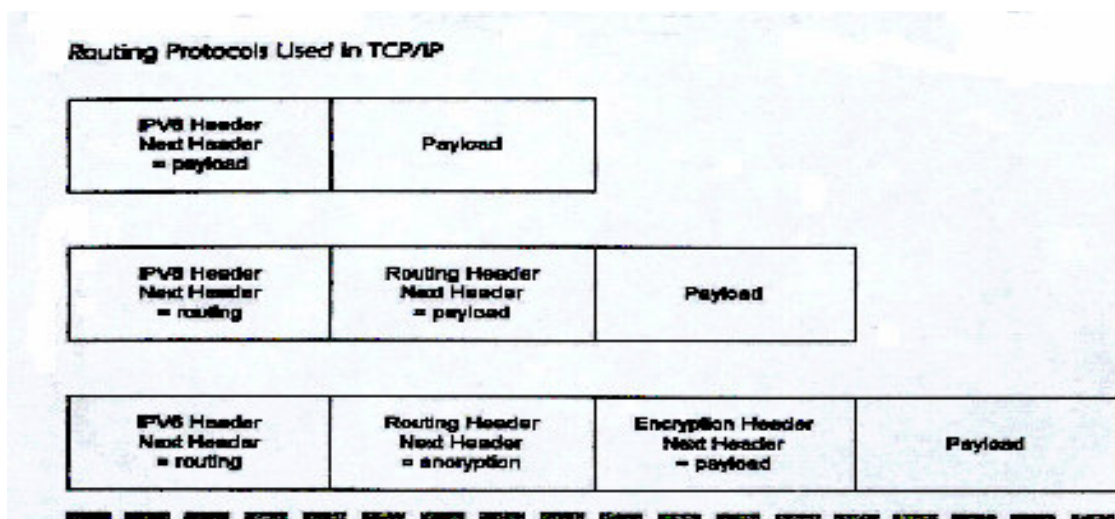 Routing Protocols Used in TCP/IP
IPV6 Header
Next Header
= payload
Payload
IPV6 Header
Next Header
= routing
Routing Header
Next Header
= payload
Payload
IPV6 Header
Next Header
= routing
Routing Header
Next Header
= encryption
Encryption Header
Next Header
= payload
Payload